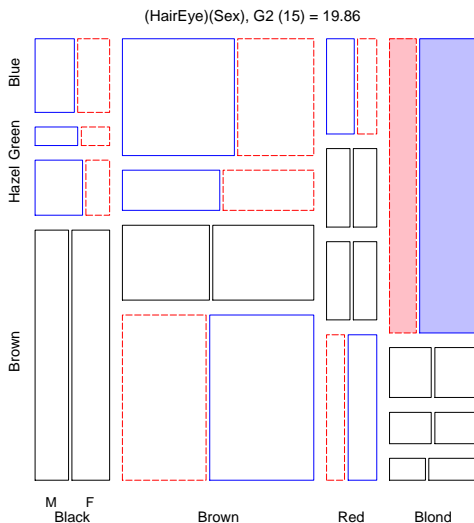 (HairEye)(Sex), G2 (15) = 19.86
Blue
Green
Hazel
Brown
M F
Black Brown Red Blond